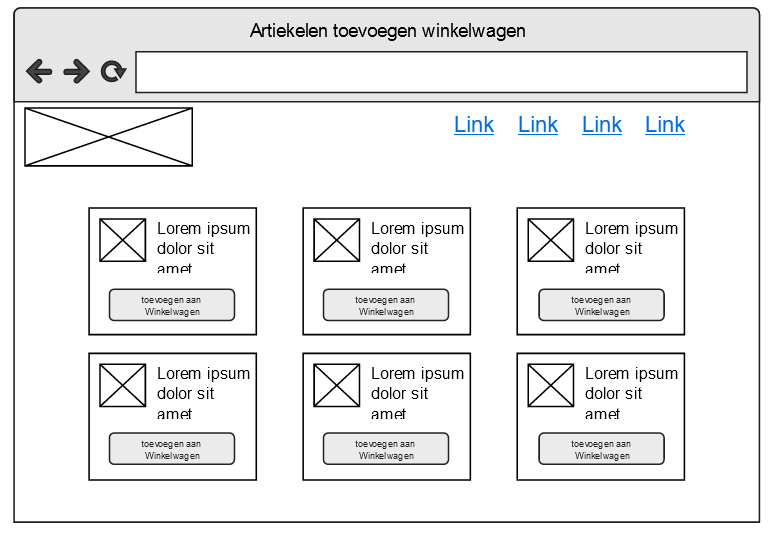 Artiekelen toevoegen winkelwagen
Link Link Link Link
Lorem ipsum
dolor sit
amet
toevoegen aan
Winkelwagen
Lorem ipsum
dolor sit
amet
toevoegen aan
Winkelwagen
Lorem ipsum
dolor sit
amet
toevoegen aan
Winkelwagen
Lorem ipsum
dolor sit
amet
toevoegen aan
Winkelwagen
Lorem ipsum
dolor sit
amet
toevoegen aan
Winkelwagen
Lorem ipsum
dolor sit
amet
toevoegen aan
Winkelwagen